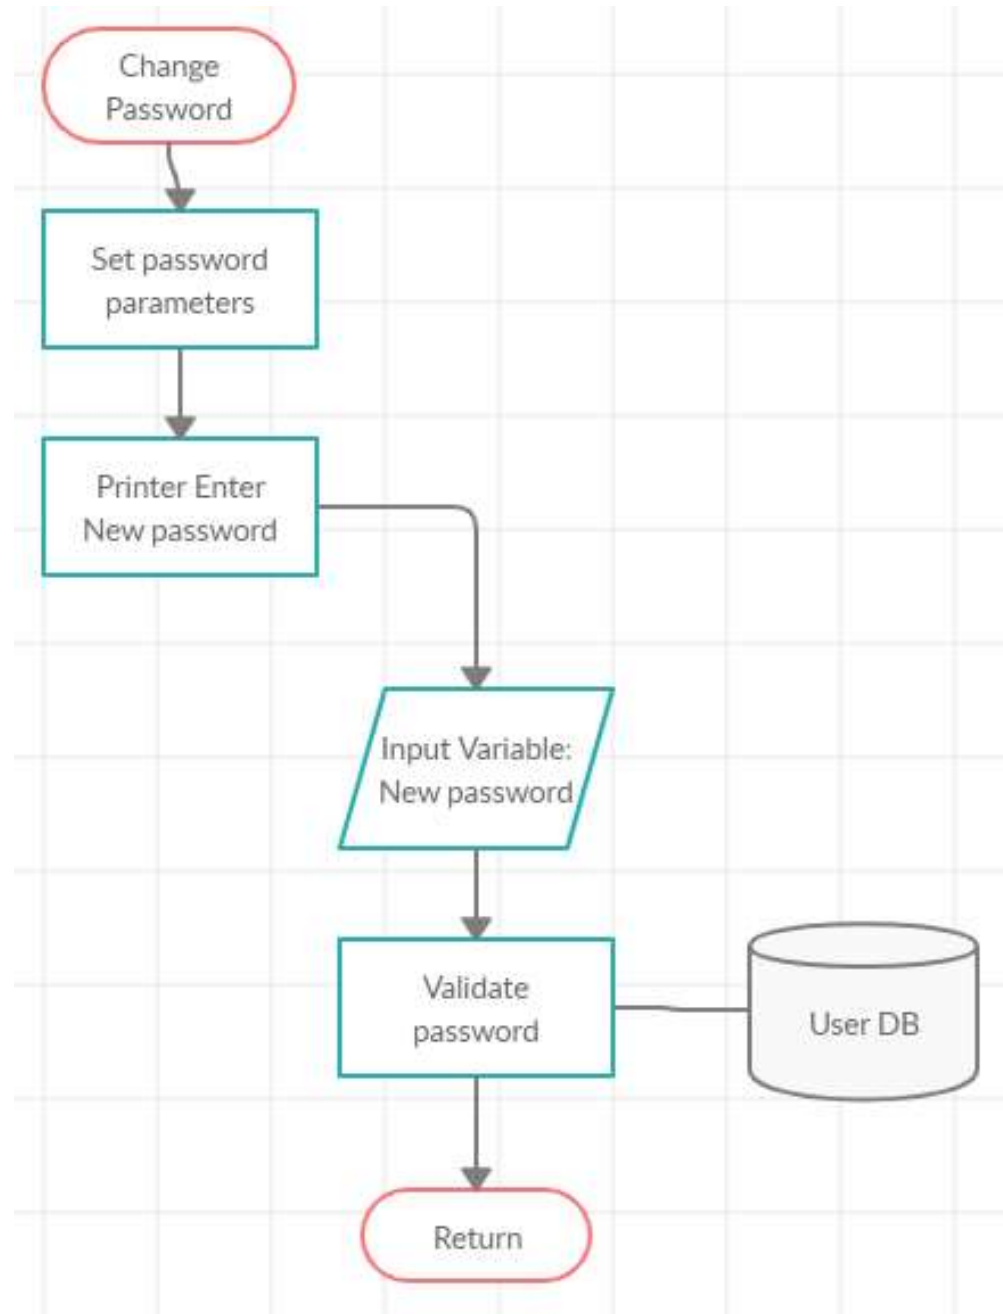 Change
Password
Set password
parameters
Printer Enter
New password
Input Variable:
New password
Validate
password
User DB
Return